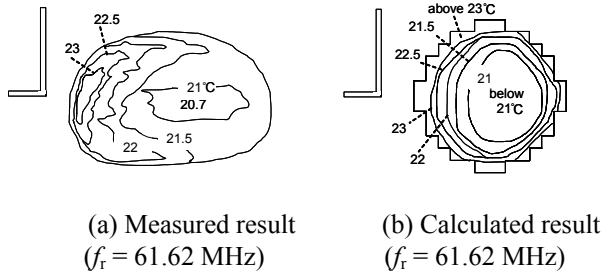 22.5
23
21℃
20.7
22
21.5
above 23℃
21.5
22.5
21
below
21℃
23
22
(a) Measured result
(fr = 61.62 MHz)
(b) Calculated result
(fr = 61.62 MHz)